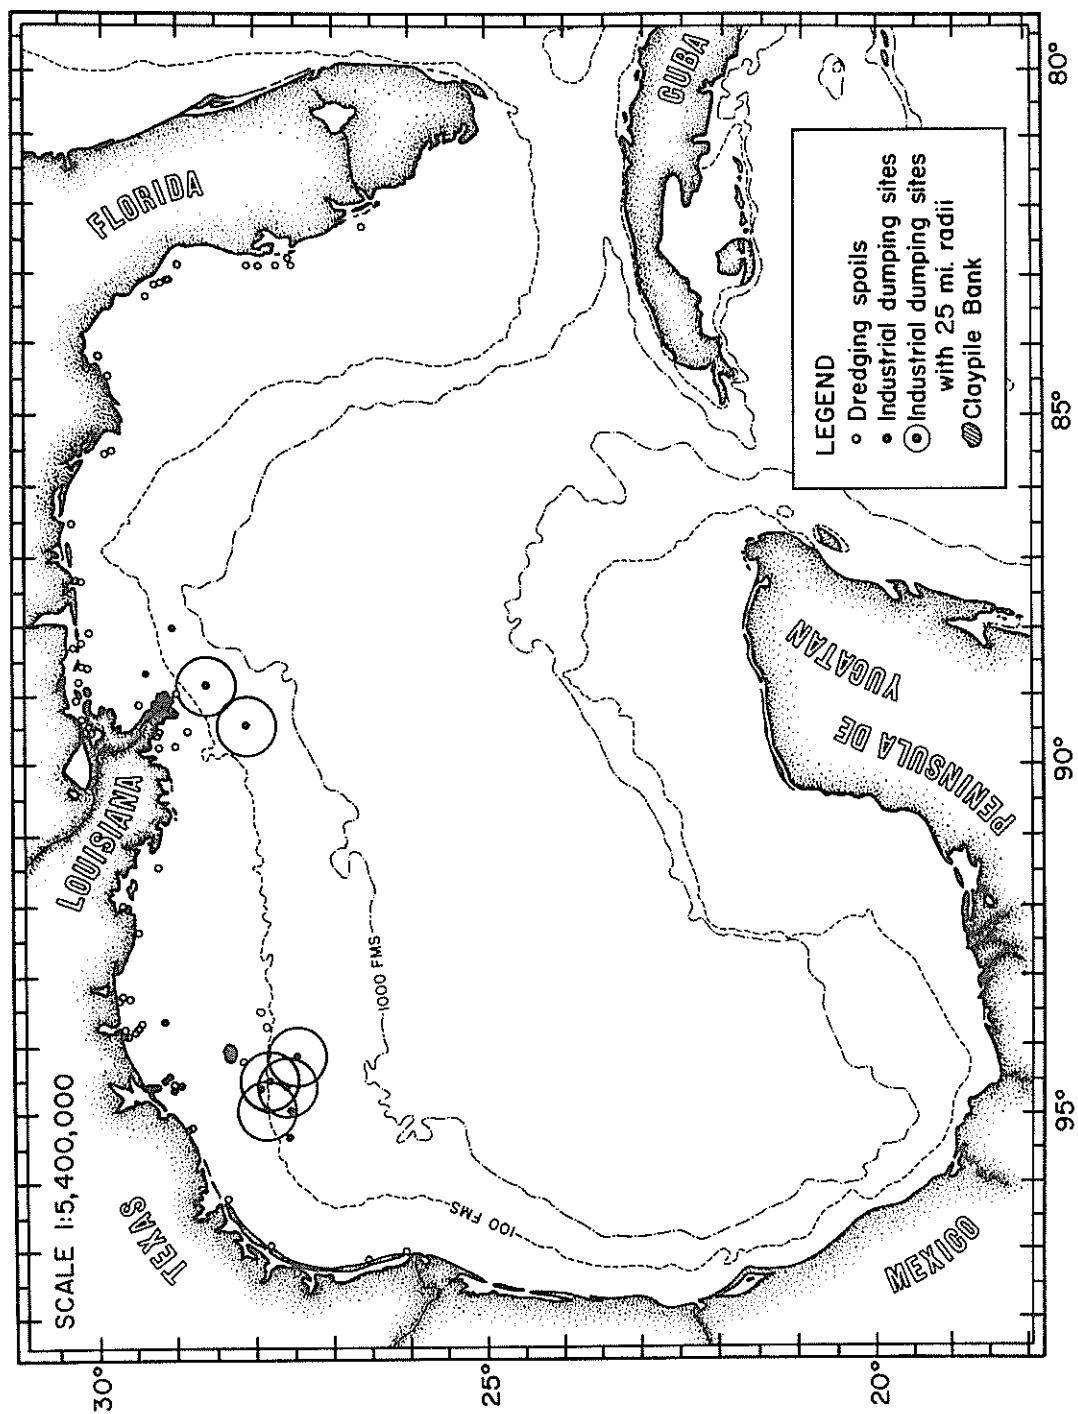 SCALE 1:5,400,000
TEXAS
LOUISIANA
FLORIDA
CUBA
1000 FMS
100 FMS
MEXICO
PENINSULA DE
YUCATAN
LEGEND
Dredging spoils
Industrial dumping sites
Industrial dumping sites
with 25 mi. radii
Claypile Bank
30°
25°
20°
95°
90°
85°
80°